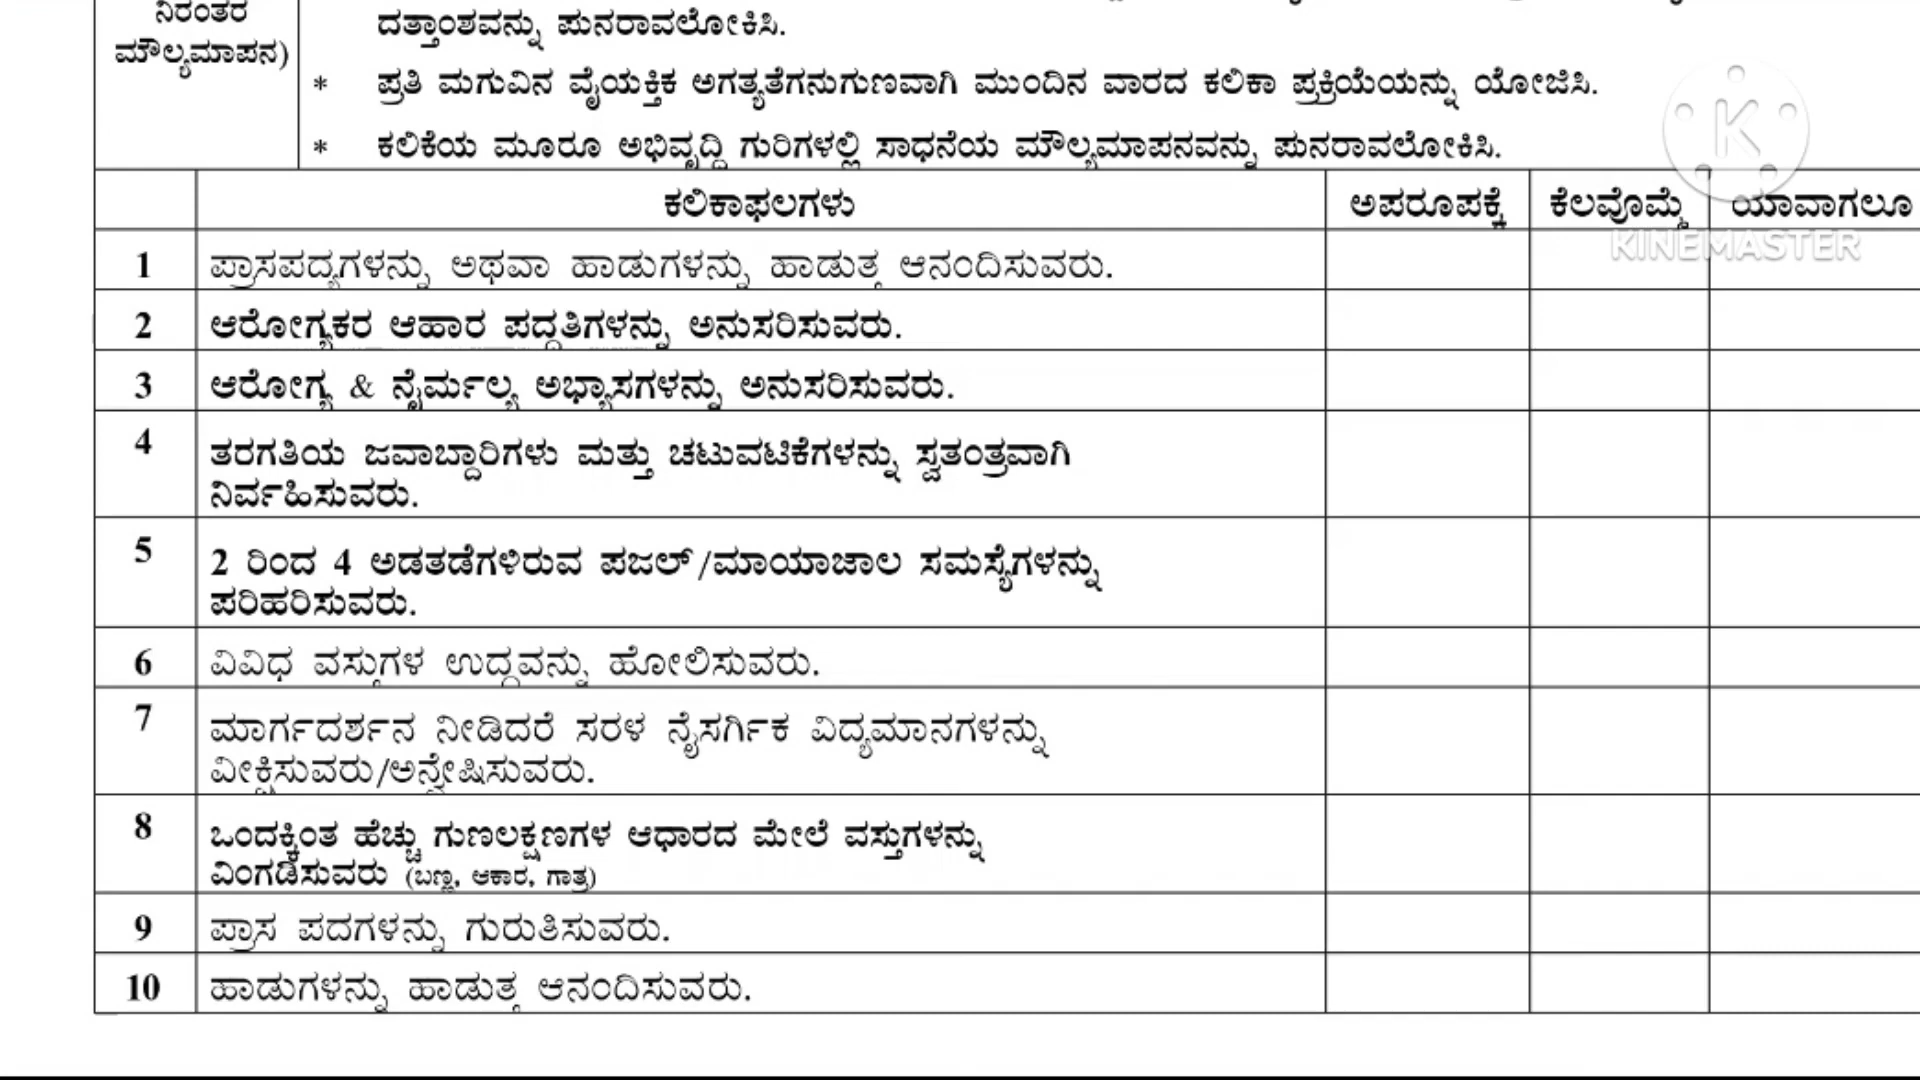 ನಿರಂತರ
ಮೌಲ್ಯಮಾಪನ)
ದತ್ತಾಂಶವನ್ನು ಪುನರಾವಲೋಕಿಸಿ.
* ಪ್ರತಿ ಮಗುವಿನ ವೈಯಕ್ತಿಕ ಅಗತ್ಯತೆಗನುಗುಣವಾಗಿ ಮುಂದಿನ ವಾರದ ಕಲಿಕಾ ಪ್ರಕ್ರಿಯೆಯನ್ನು ಯೋಜಿಸಿ.
* ಕಲಿಕೆಯ ಮೂರೂ ಅಭಿವೃದ್ಧಿ ಗುರಿಗಳಲ್ಲಿ ಸಾಧನೆಯ ಮೌಲ್ಯಮಾಪನವನ್ನು ಪುನರಾವಲೋಕಿಸಿ.
ಕಲಿಕಾಫಲಗಳು ಅಪರೂಪಕ್ಕೆ ಕೆಲವೊಮ್ಮೆ ಯಾವಾಗಲೂ
KINEMASTER
1 ಪ್ರಾಸಪದ್ಯಗಳನ್ನು ಅಥವಾ ಹಾಡುಗಳನ್ನು ಹಾಡುತ್ತ ಆನಂದಿಸುವರು.
2 ಆರೋಗ್ಯಕರ ಆಹಾರ ಪದ್ಧತಿಗಳನ್ನು ಅನುಸರಿಸುವರು.
3 ಆರೋಗ್ಯ & ನೈರ್ಮಲ್ಯ ಅಭ್ಯಾಸಗಳನ್ನು ಅನುಸರಿಸುವರು.
4 ತರಗತಿಯ ಜವಾಬ್ದಾರಿಗಳು ಮತ್ತು ಚಟುವಟಿಕೆಗಳನ್ನು ಸ್ವತಂತ್ರವಾಗಿ
ನಿರ್ವಹಿಸುವರು.
5 2 ರಿಂದ 4 ಅಡತಡೆಗಳಿರುವ ಪಜಲ್/ಮಾಯಾಜಾಲ ಸಮಸ್ಯೆಗಳನ್ನು
ಪರಿಹರಿಸುವರು.
6 ವಿವಿಧ ವಸ್ತುಗಳ ಉದ್ದವನ್ನು ಹೋಲಿಸುವರು.
7 ಮಾರ್ಗದರ್ಶನ ನೀಡಿದರೆ ಸರಳ ನೈಸರ್ಗಿಕ ವಿದ್ಯಮಾನಗಳನ್ನು
ವೀಕ್ಷಿಸುವರು/ಅನ್ವೇಷಿಸುವರು.
8 ಒಂದಕ್ಕಿಂತ ಹೆಚ್ಚು ಗುಣಲಕ್ಷಣಗಳ ಆಧಾರದ ಮೇಲೆ ವಸ್ತುಗಳನ್ನು
ವಿಂಗಡಿಸುವರು (ಬಣ್ಣ, ಆಕಾರ, ಗಾತ್ರ)
9 ಪ್ರಾಸ ಪದಗಳನ್ನು ಗುರುತಿಸುವರು.
10 ಹಾಡುಗಳನ್ನು ಹಾಡುತ್ತ ಆನಂದಿಸುವರು.